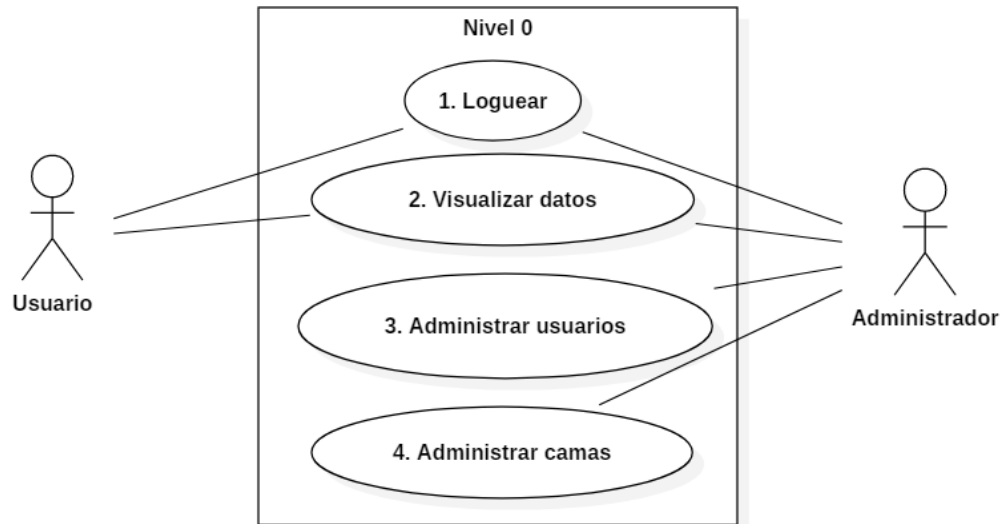 Nivel 0
1. Loguear
2. Visualizar datos
3. Administrar usuarios
4. Administrar camas
Usuario
Administrador